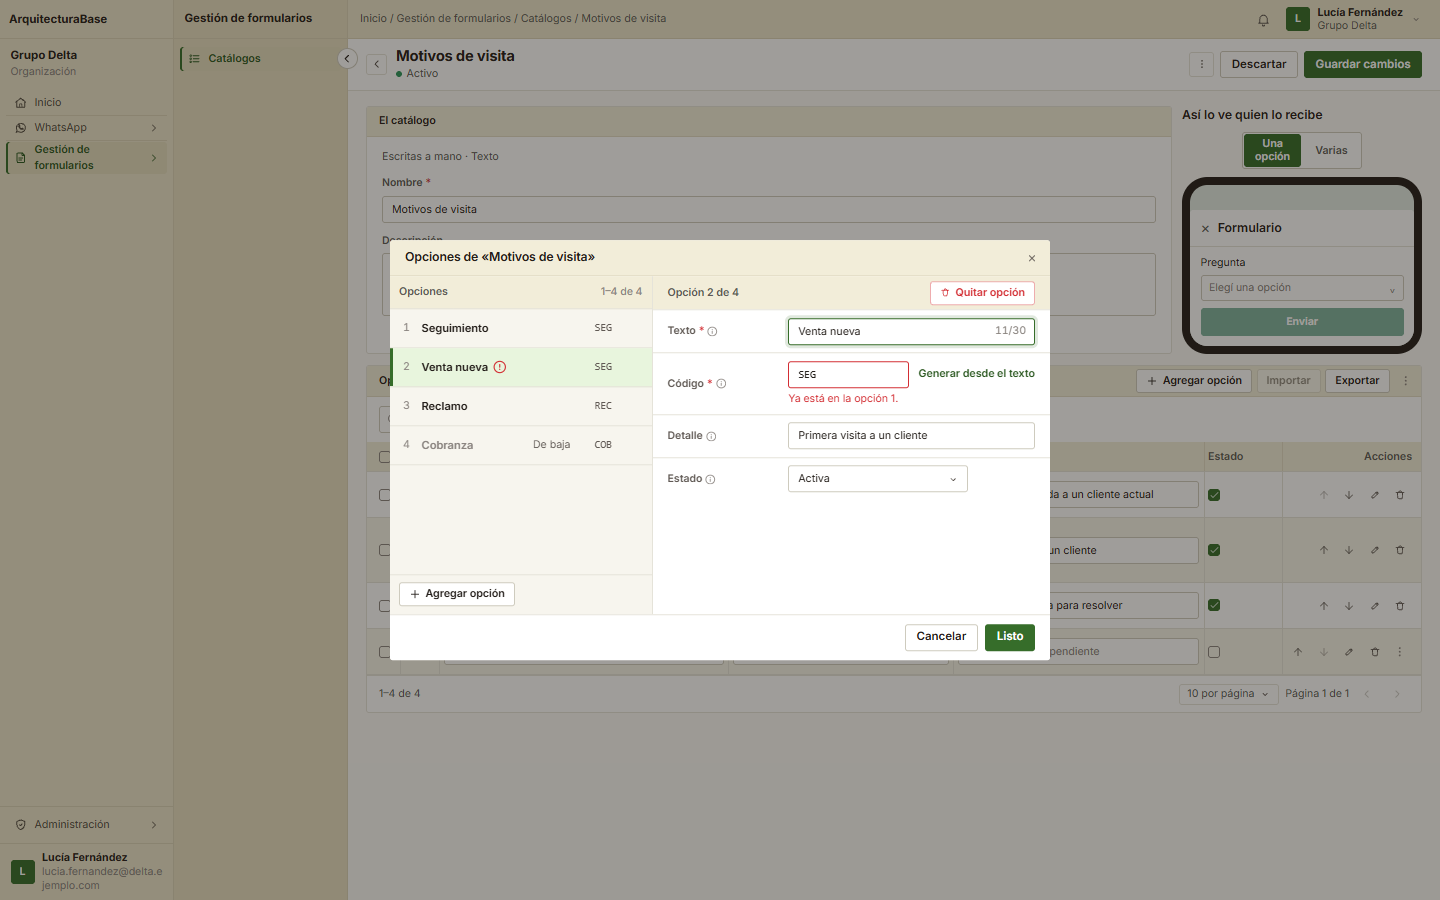 ArquitecturaBase
Grupo Delta
Organización
Inicio
WhatsApp
Gestión de
formularios
Administración
L
Lucía Fernández
lucia.fernandez@delta.e
jemplo.com
Gestión de formularios
Catálogos
Inicio / Gestión de formularios / Catálogos / Motivos de visita
L
Lucía Fernández
Grupo Delta
Motivos de visita
Activo
Descartar
Guardar cambios
El catálogo
Escritas a mano · Texto
Nombre *
Motivos de visita
Descripción
Así lo ve quien lo recibe
Una
opción
Varias
Formulario
Pregunta
Elegí una opción
Enviar
Opciones de «Motivos de visita»
Opciones
1–4 de 4
1 Seguimiento SEG
2 Venta nueva SEG
3 Reclamo REC
4 Cobranza De baja COB
Agregar opción
Opción 2 de 4
Quitar opción
Texto *
Venta nueva
11/30
Código *
SEG
Generar desde el texto
Ya está en la opción 1.
Detalle
Primera visita a un cliente
Estado
Activa
Cancelar
Listo
Agregar opción
Importar
Exportar
Estado
Acciones
a un cliente actual
un cliente
para resolver
pendiente
1–4 de 4
10 por página
Página 1 de 1